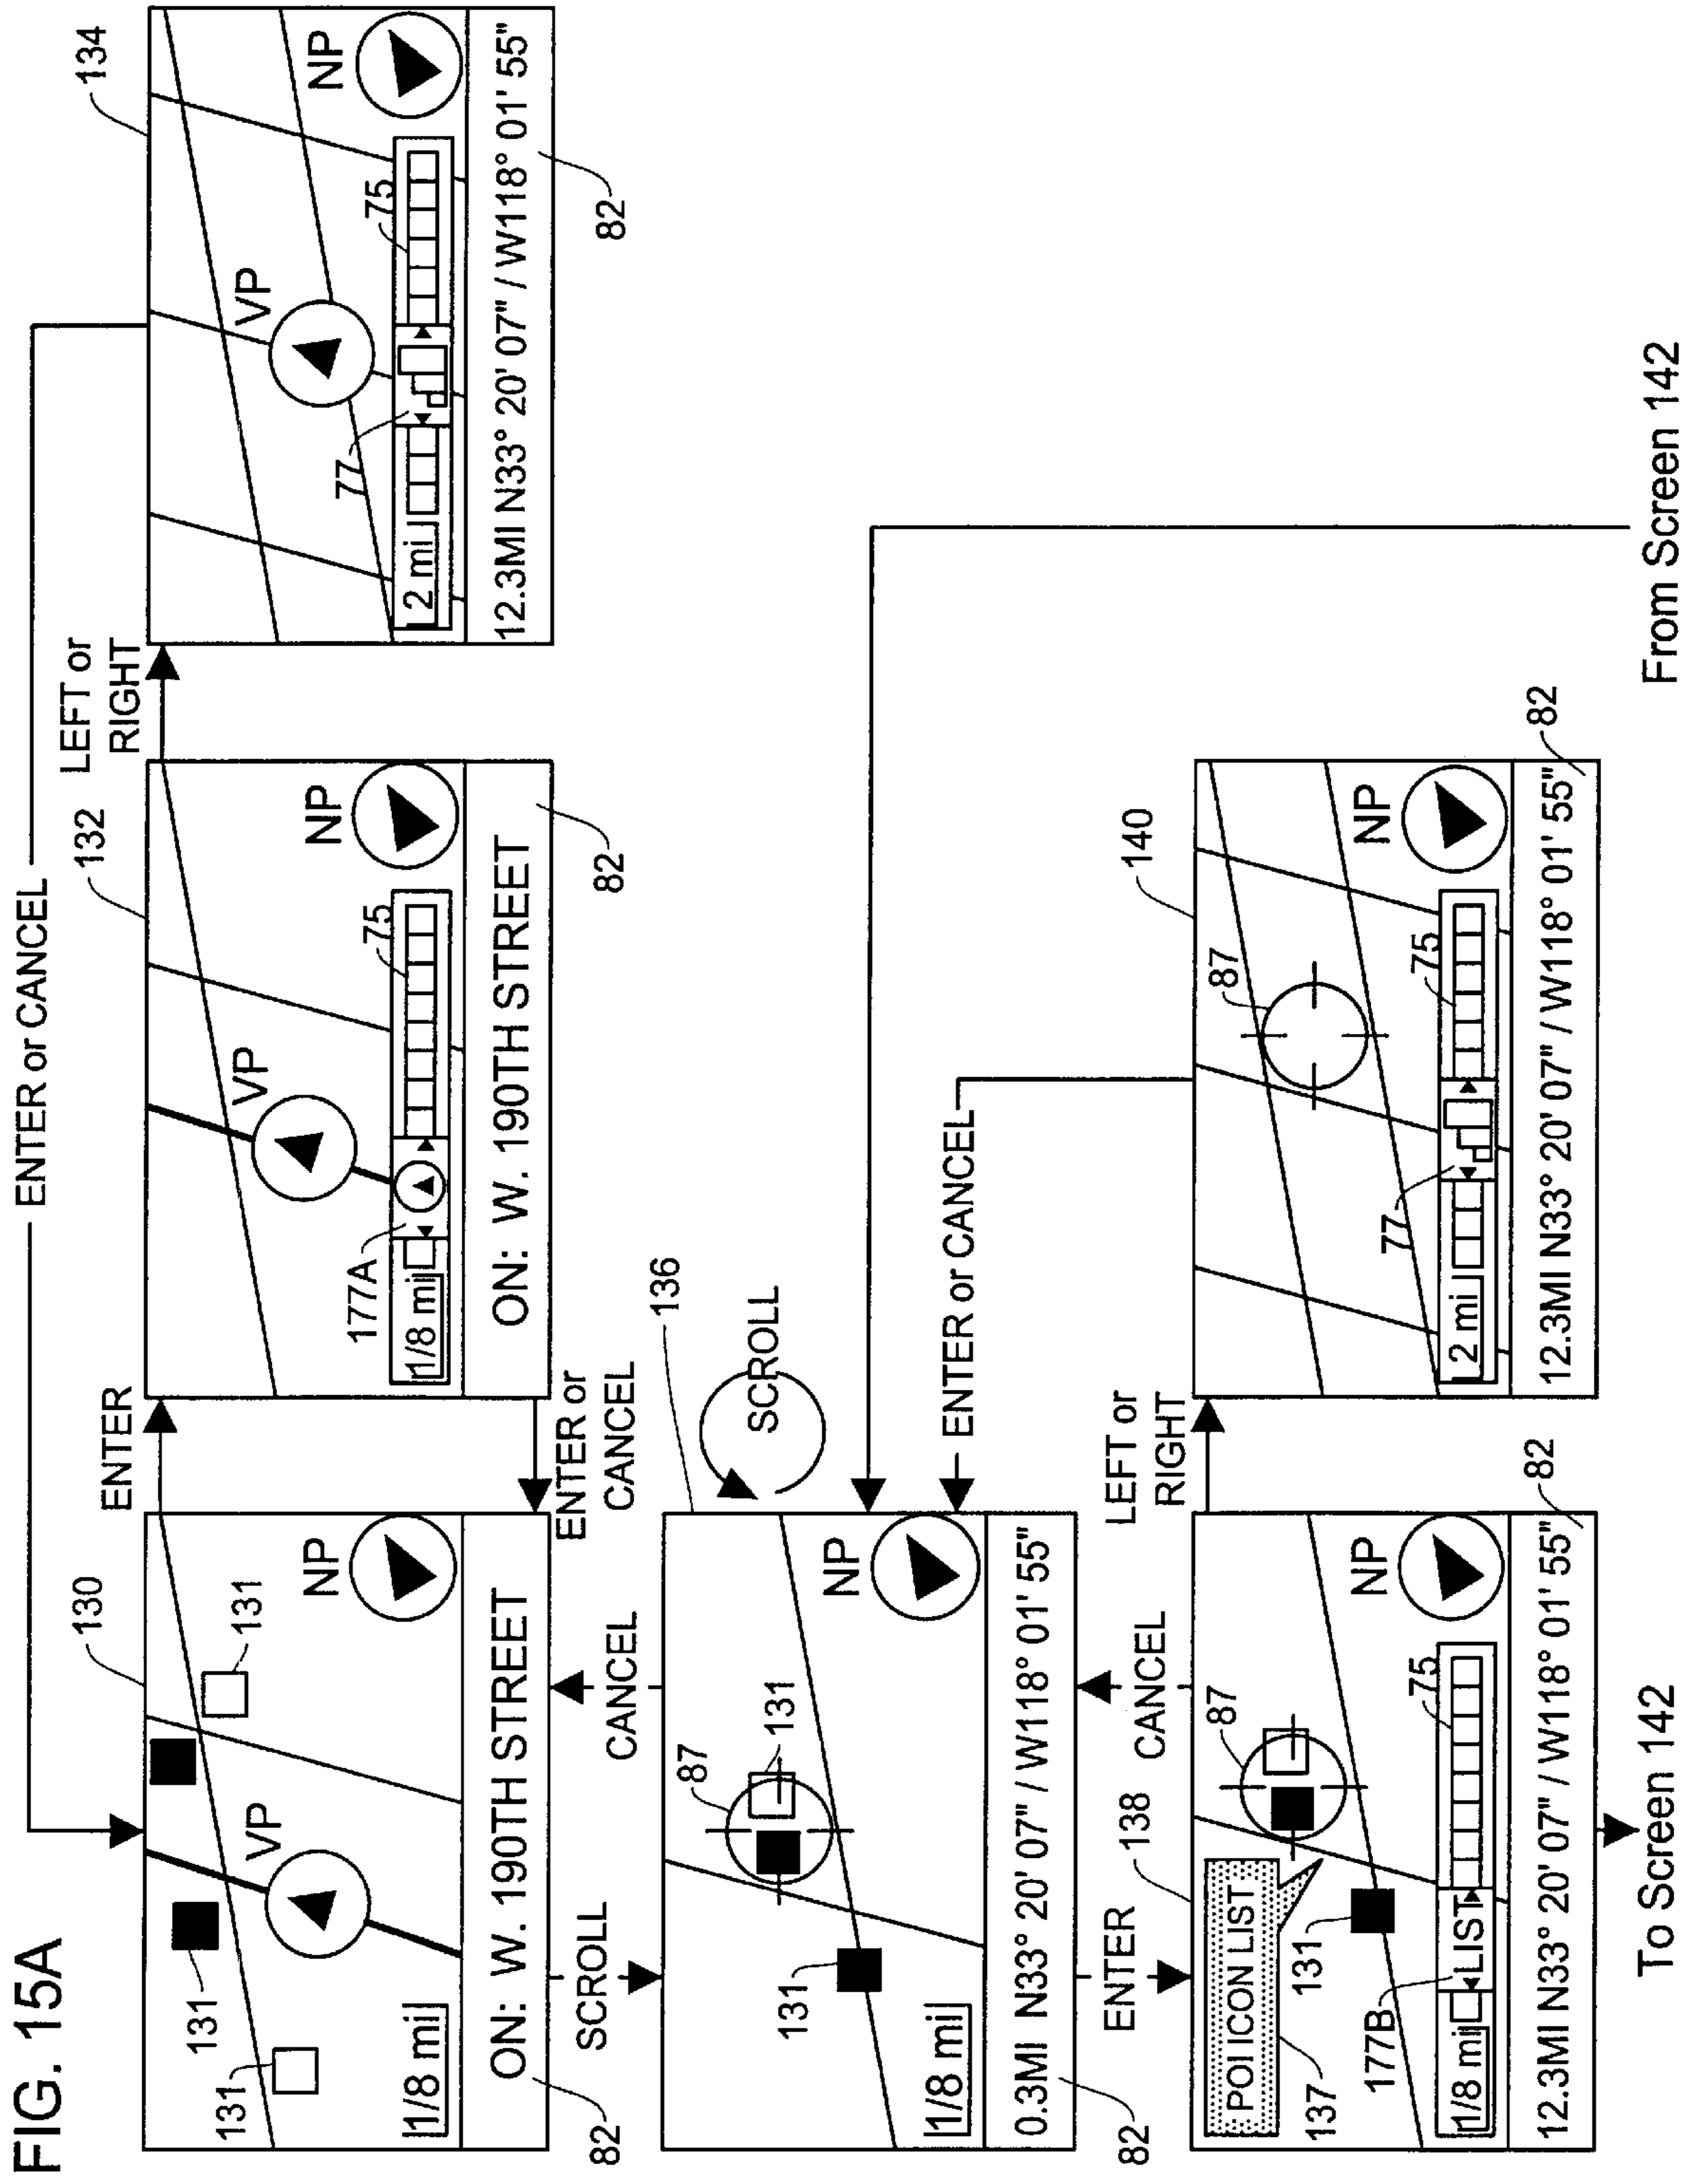 FIG. 15A
ENTER or CANCEL
130
131
131
131
VP
NP
1/8 mi
ON: W. 190TH STREET
82
ENTER
ENTER or
CANCEL
132
VP
NP
177A
75
1/8 mi
ON: W. 190TH STREET
82
LEFT or
RIGHT
134
VP
NP
77
75
2 mi
12.3MI N33° 20' 07" / W118° 01' 55"
82
SCROLL
CANCEL
136
SCROLL
87
131
131
NP
1/8 mi
0.3MI N33° 20' 07" / W118° 01' 55"
82
ENTER or CANCEL
ENTER
CANCEL
138
POI ICON LIST
137
87
131
NP
177B
LIST
75
1/8 mi
12.3MI N33° 20' 07" / W118° 01' 55"
82
LEFT or
RIGHT
140
87
NP
77
75
2 mi
12.3MI N33° 20' 07" / W118° 01' 55"
82
To Screen 142
From Screen 142